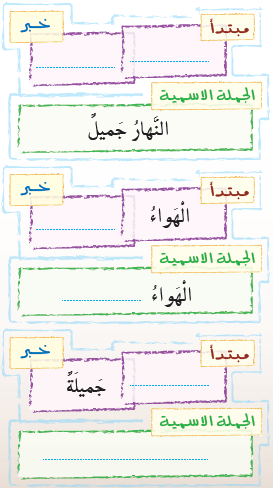 مبتدأ خبر
الجملة الاسمية
النَّهارُ جَميلٌ
مبتدأ خبر
الْهَواءُ
الجملة الاسمية
الْهَواءُ
مبتدأ خبر
جَميلَةٌ
الجملة الاسمية